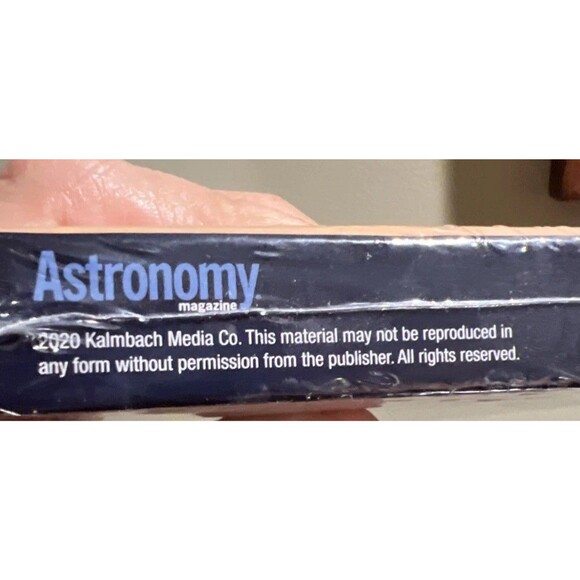 Astronomy
magazine
2020 Kalmbach Media Co. This material may not be reproduced in
any form without permission from the publisher. All rights reserved.